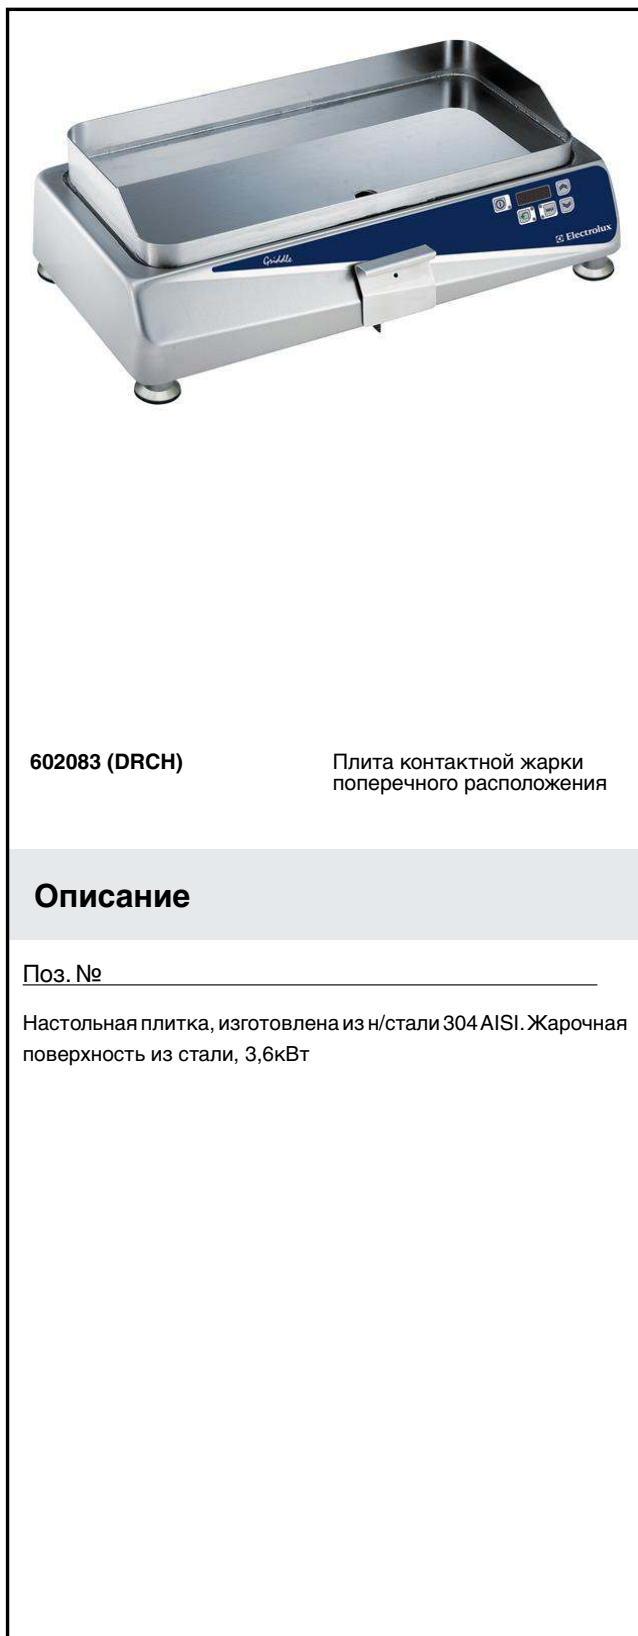 Griddle
Electrolux
602083 (DRCH)
Плита контактной жарки
поперечного расположения
Описание
Поз. №
Настольная плитка, изготовлена из н/стали 304 AISI. Жарочная
поверхность из стали, 3,6кВт